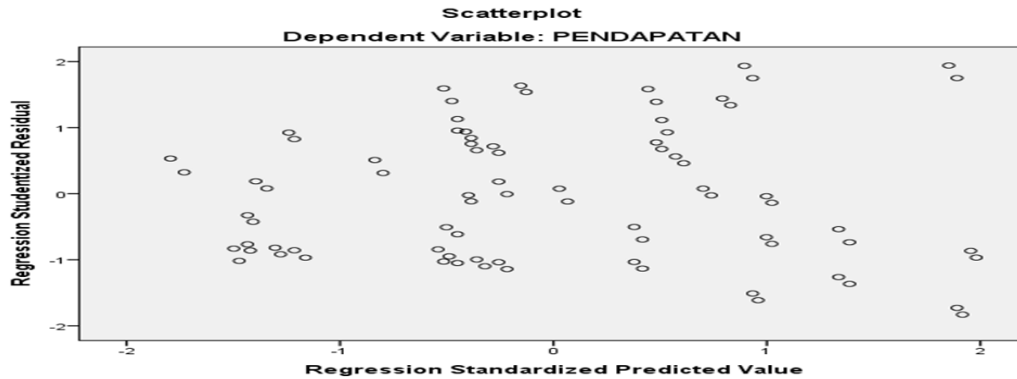 Scatterplot
Dependent Variable: PENDAPATAN
Regression Studentized Residual
2
1
0
-1
-2
-2 -1 0 1 2
Regression Standardized Predicted Value